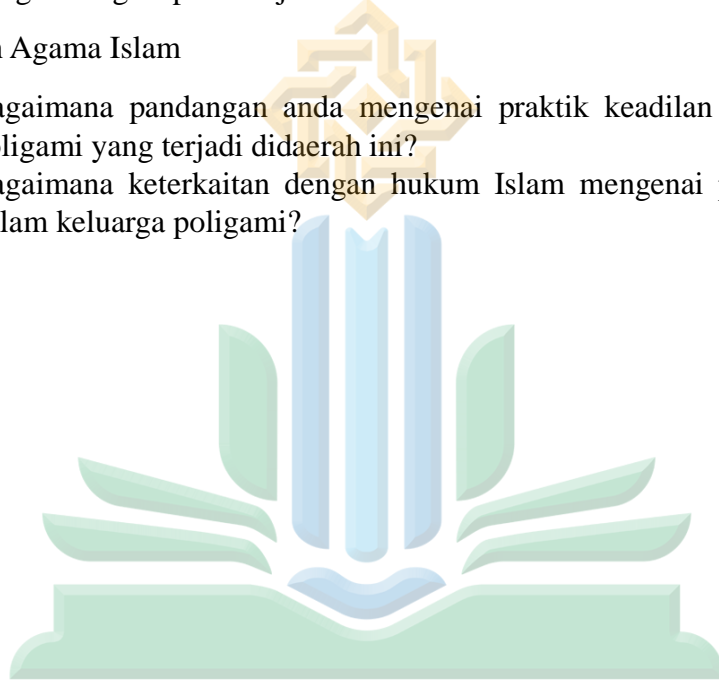 Agama Islam
agaimana pandangan anda mengenai praktik keadilan
oligami yang terjadi didaerah ini?
agaimana keterkaitan dengan hukum Islam mengenai
lam keluarga poligami?